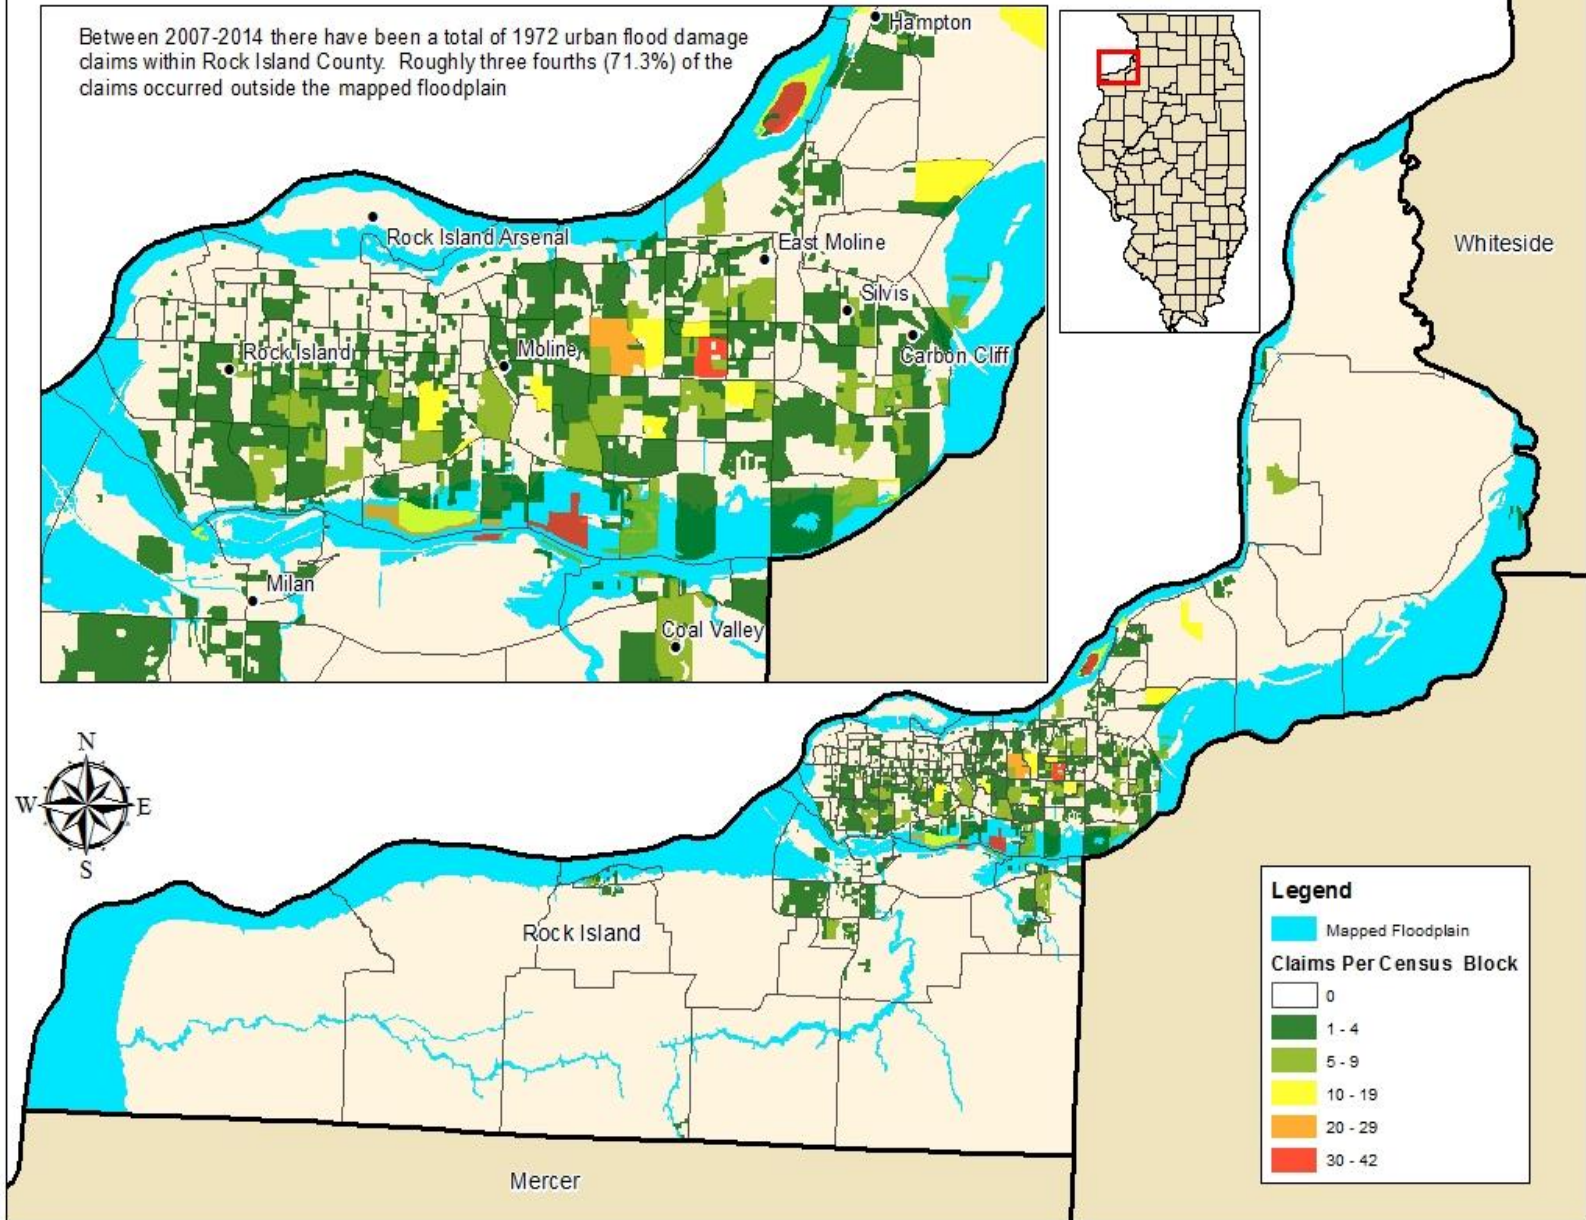 Between 2007-2014 there have been a total of 1972 urban flood damage
claims within Rock Island County. Roughly three fourths (71.3%) of the
claims occurred outside the mapped floodplain
Hampton
Rock Island Arsenal
East Moline
Silvis
Carbon Cliff
Rock Island
Moline
Milan
Coal Valley
Whiteside
N
W
E
S
Rock Island
Mercer
Legend
Mapped Floodplain
Claims Per Census Block
0
1 - 4
5 - 9
10 - 19
20 - 29
30 - 42